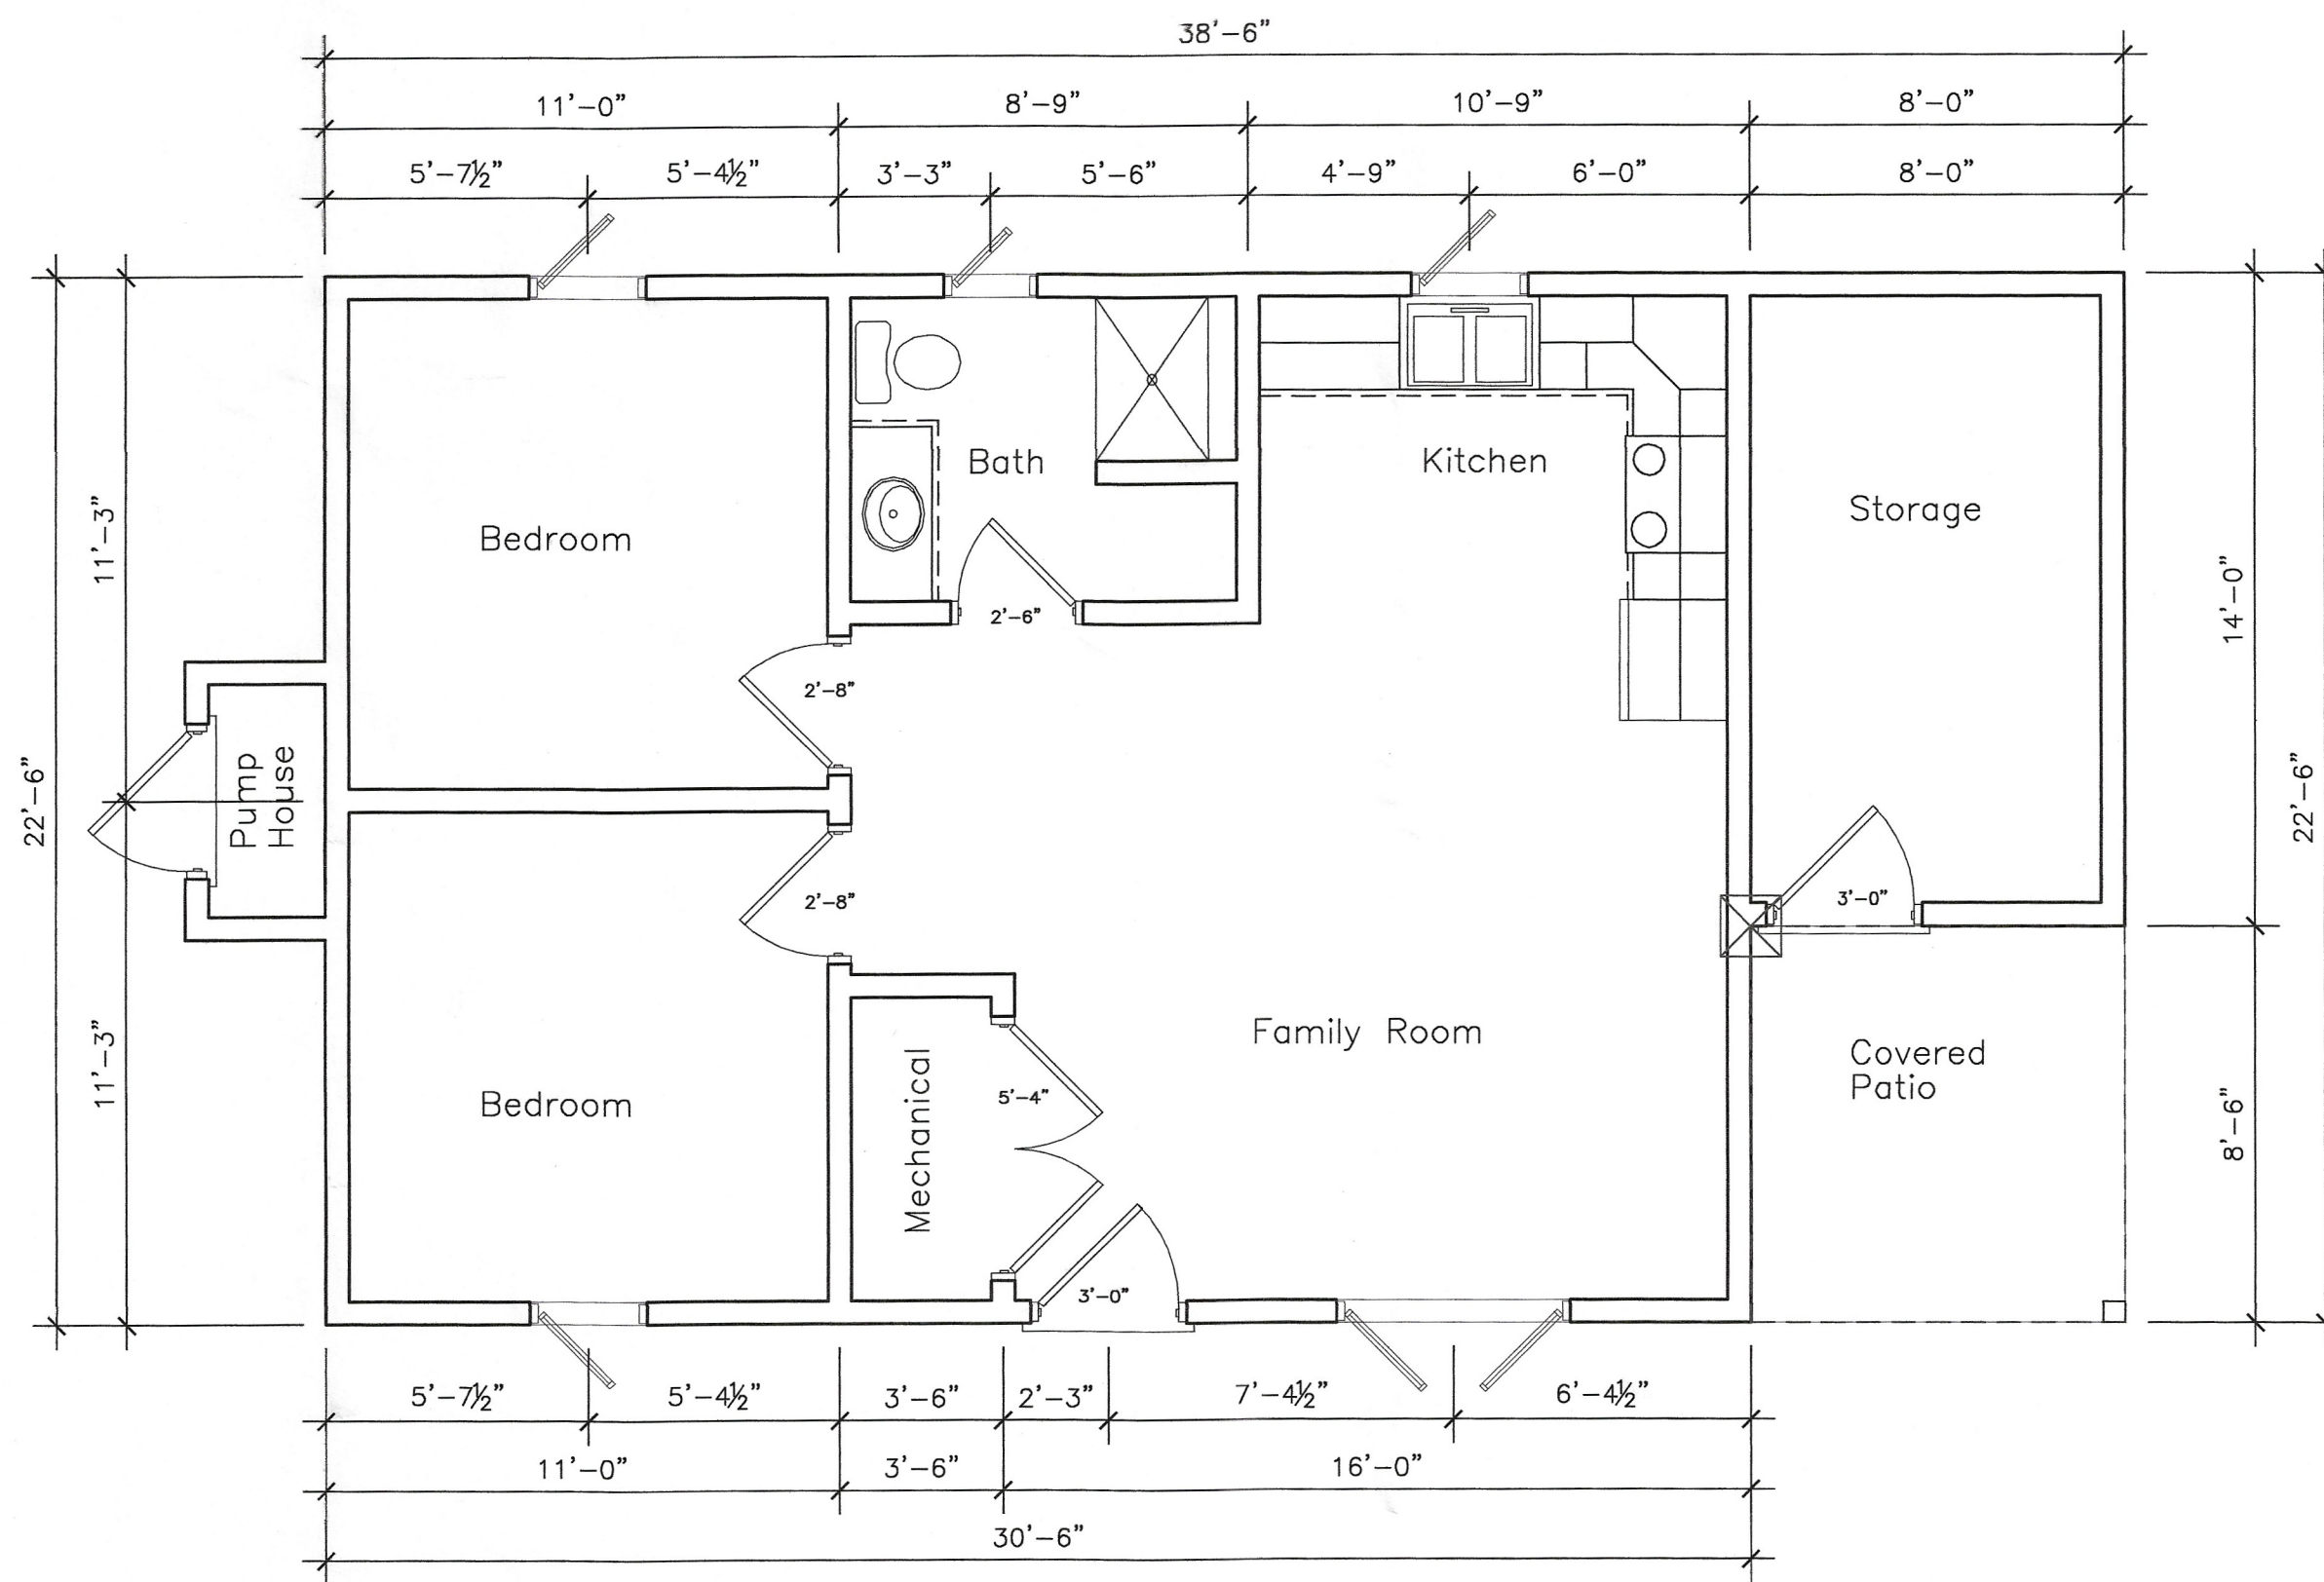 38'-6"
11'-0" 8'-9" 10'-9" 8'-0"
5'-7½" 5'-4½" 3'-3" 5'-6" 4'-9" 6'-0" 8'-0"
Bath
Kitchen
Storage
Bedroom
11'-3"
14'-0"
2'-6"
2'-8"
22'-6"
Pump
House
22'-6"
2'-8"
3'-0"
Family Room
Covered
Patio
11'-3"
Bedroom
Mechanical
5'-4"
8'-6"
3'-0"
5'-7½" 5'-4½" 3'-6" 2'-3" 7'-4½" 6'-4½"
11'-0" 3'-6" 16'-0"
30'-6"